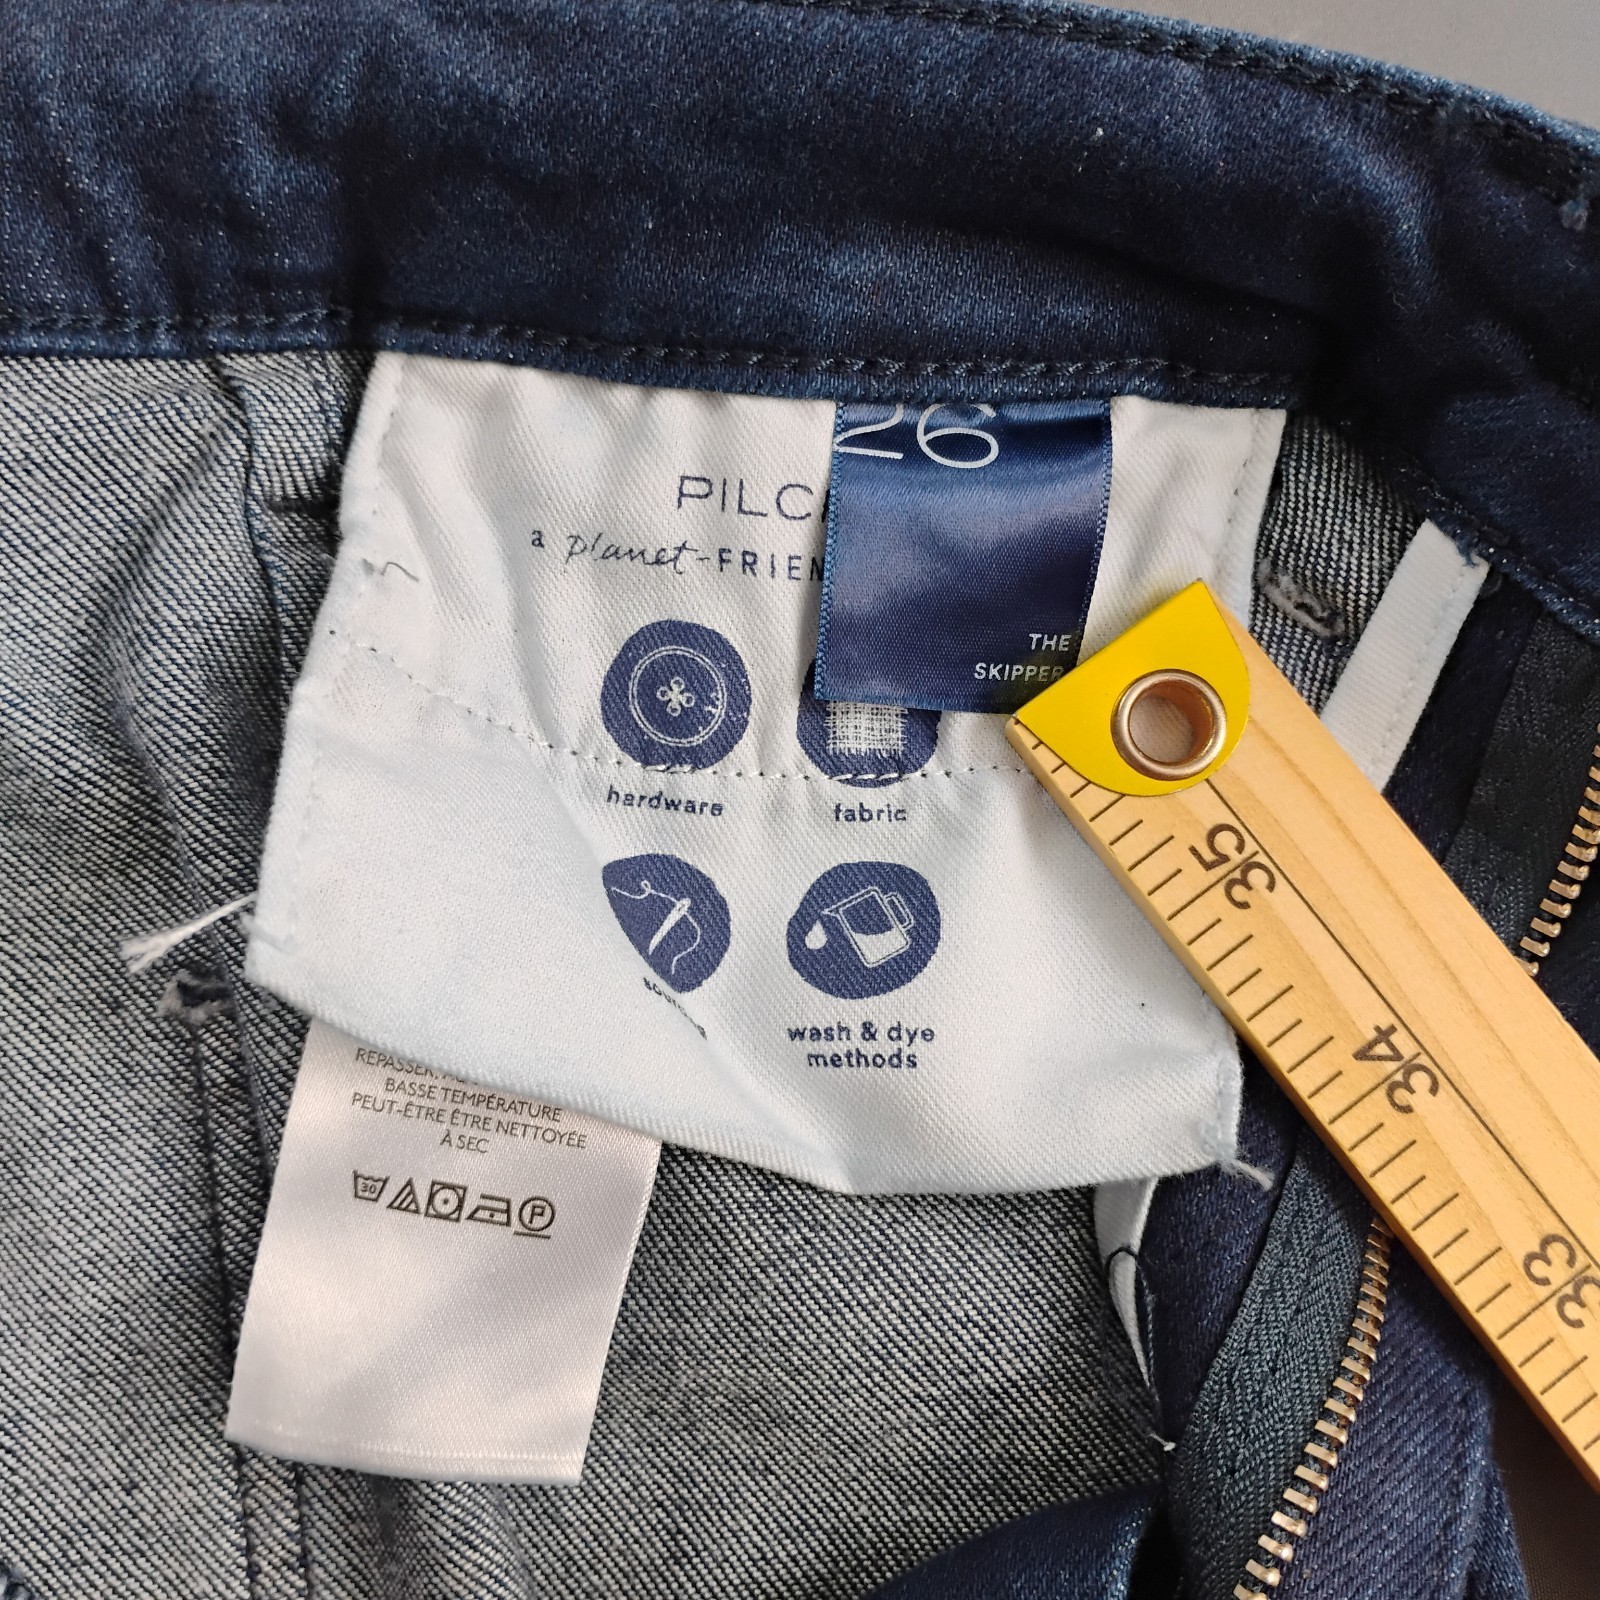 26
PILC
a planet-FRIEN
THE
SKIPPER
hardware
fabric
wash & dye
methods
REPASSER
BASSE TEMPÉRATURE
PEUT-ÊTRE ÊTRE NETTOYÉE
À SEC
30
P
35
34
33